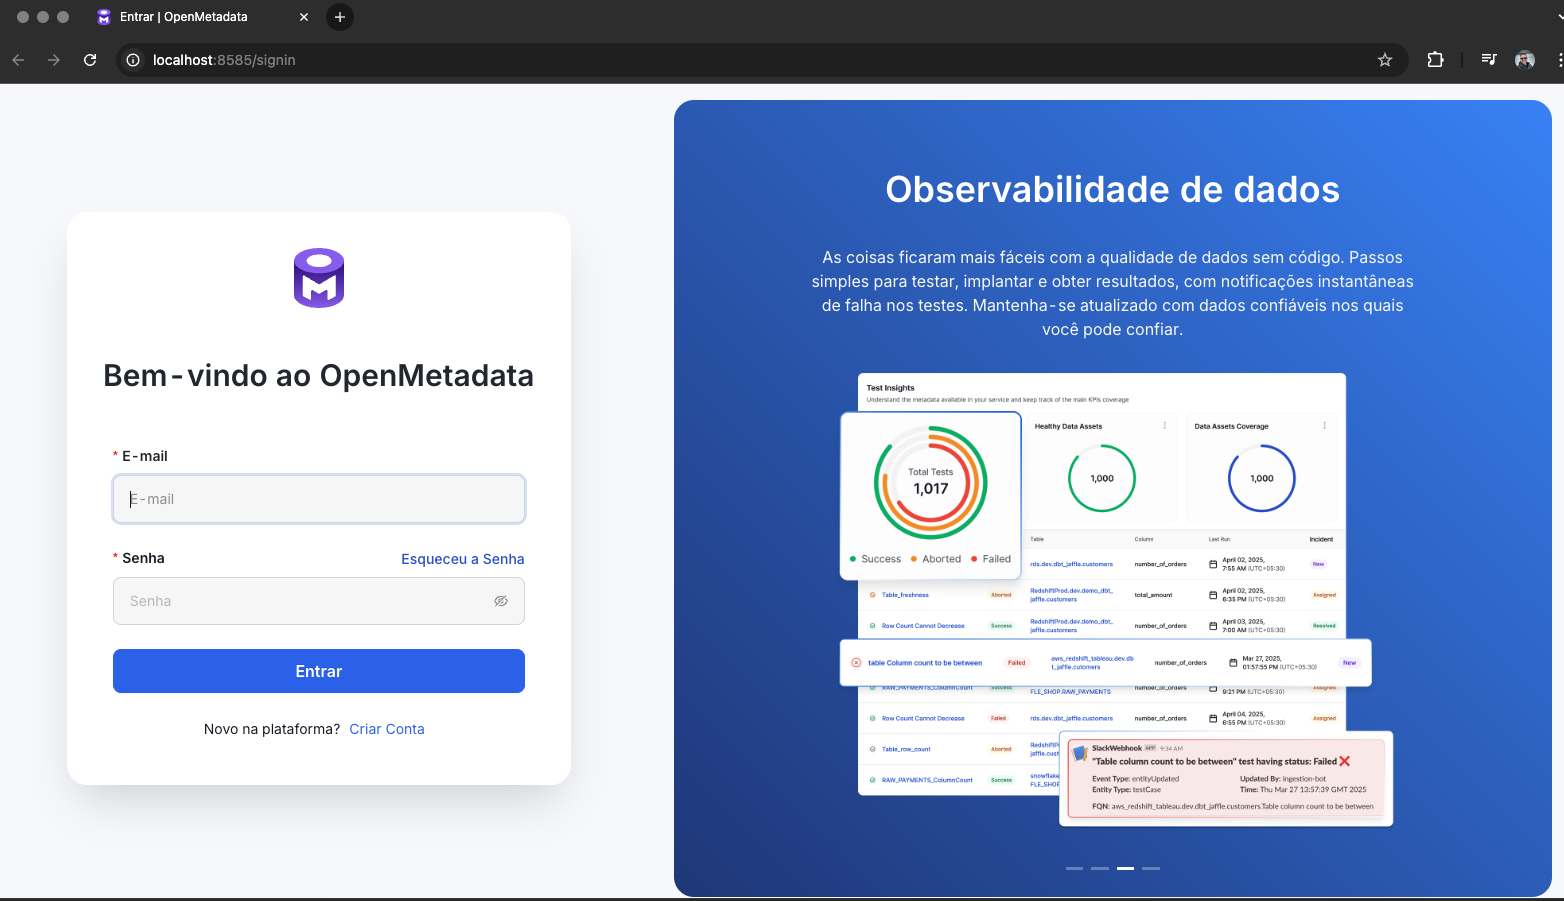 Entrar | OpenMetadata
localhost:8585/signin
Bem-vindo ao OpenMetadata
* E-mail
E-mail
* Senha
Esqueceu a Senha
Senha
Entrar
Novo na plataforma? Criar Conta
Observabilidade de dados
As coisas ficaram mais fáceis com a qualidade de dados sem código. Passos
simples para testar, implantar e obter resultados, com notificações instantâneas
de falha nos testes. Mantenha-se atualizado com dados confiáveis nos quais
você pode confiar.
Test Insights
Understand the metadata available in your service and keep track of the main KPIs coverage
Total Tests
1,017
Success Aborted Failed
Healthy Data Assets
1,000
Data Assets Coverage
1,000
Table Column Last Run Incident
rds.dev.dbt_jaffle.customers number_of_orders April 02, 2025,
7:55 AM (UTC+05:30) New
Table_freshness Aborted RedshiftProd.dev.demo_dbt_
jaffle.customers total_amount April 02, 2025,
6:35 PM (UTC+05:30) Assigned
Row Count Cannot Decrease Success RedshiftProd.dev.demo_dbt_
jaffle.customers number_of_orders April 03, 2025,
7:00 AM (UTC+05:30) Resolved
table Column count to be between Failed aws_redshift_tableau.dev.db
t_jaffle.cutomers number_of_orders Mar 27, 2025,
01:57:55 PM (UTC+05:30) New
RAW_PAYMENTS_ColumnCount Success FLE_SHOP.RAW_PAYMENTS 9:21 PM (UTC+05:30) Assigned
Row Count Cannot Decrease Failed rds.dev.dbt_jaffle.customers number_of_orders April 04, 2025,
6:55 PM (UTC+05:30) Assigned
Table_row_count Aborted RedshiftP
jaffle.cus
RAW_PAYMENTS_ColumnCount Success snowflake
FLE_SHOP
SlackWebhook APP 9:34 AM
"Table column count to be between" test having status: Failed
Event Type: entityUpdated Updated By: ingestion-bot
Entity Type: testCase Time: Thu Mar 27 13:57:39 GMT 2025
FQN: aws_redshift_tableau.dev.dbt_jaffle.customers.Table column count to be between